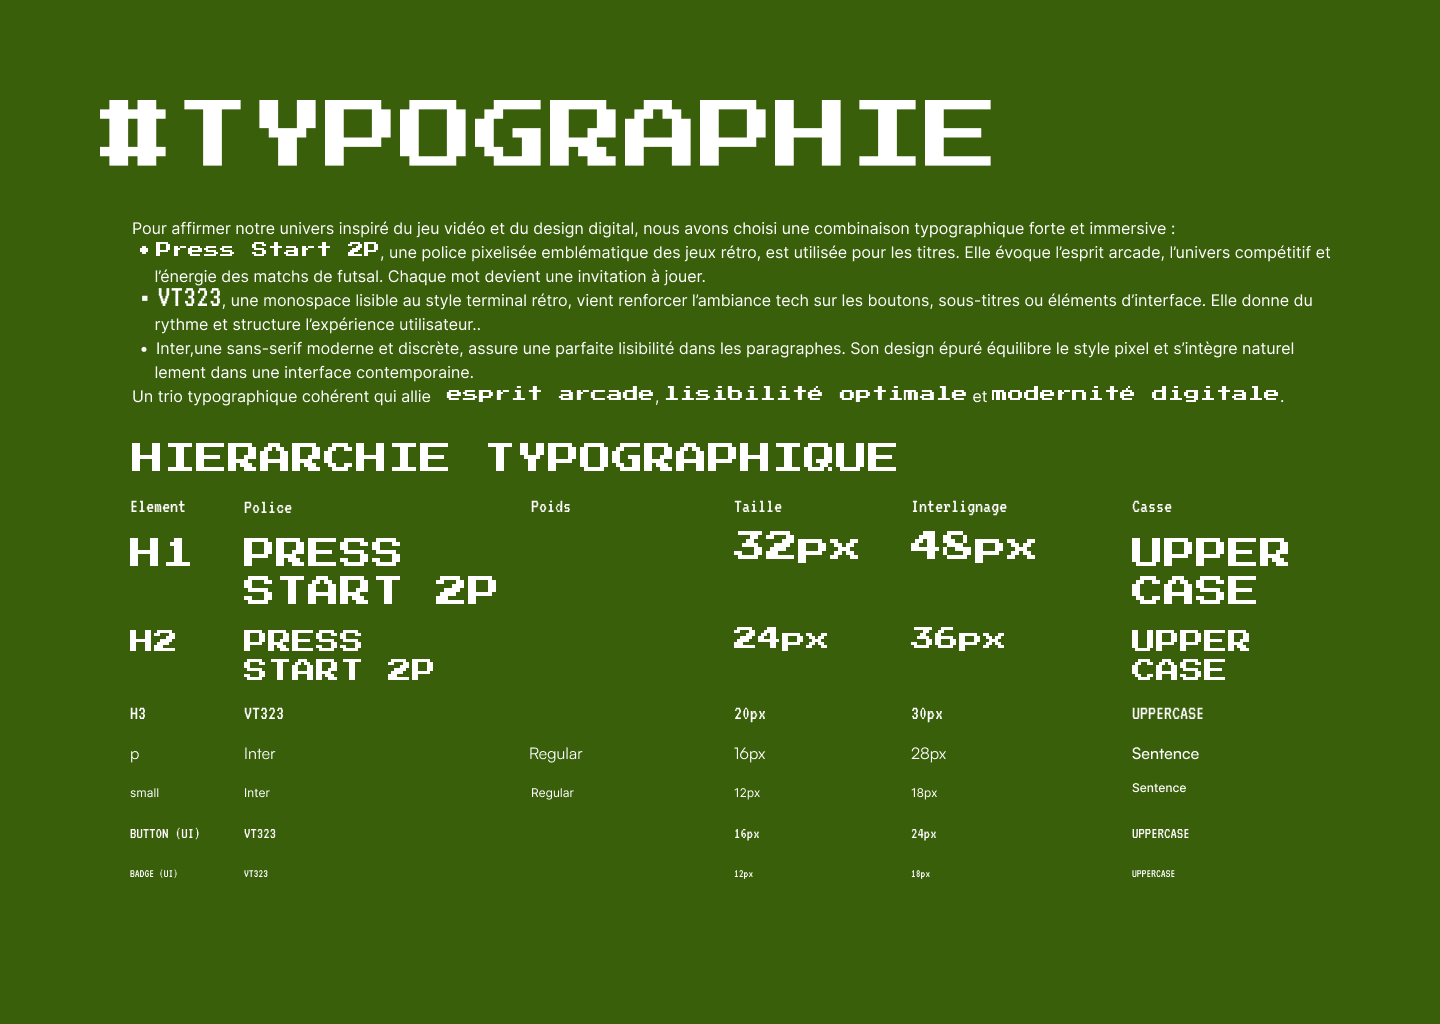 #TYPOGRAPHIE
Pour affirmer notre univers inspiré du jeu vidéo et du design digital, nous avons choisi une combinaison typographique forte et immersive :
• Press Start 2P, une police pixelisée emblématique des jeux rétro, est utilisée pour les titres. Elle évoque l’esprit arcade, l’univers compétitif et
l’énergie des matchs de futsal. Chaque mot devient une invitation à jouer.
▪ VT323, une monospace lisible au style terminal rétro, vient renforcer l’ambiance tech sur les boutons, sous-titres ou éléments d’interface. Elle donne du
rythme et structure l’expérience utilisateur..
• Inter,une sans-serif moderne et discrète, assure une parfaite lisibilité dans les paragraphes. Son design épuré équilibre le style pixel et s’intègre naturel
lement dans une interface contemporaine.
Un trio typographique cohérent qui allie esprit arcade, lisibilité optimale et modernité digitale.
HIERARCHIE TYPOGRAPHIQUE
Element Police Poids Taille Interlignage Casse
H1 PRESS 32px 48px UPPER
START 2P CASE
H2 PRESS 24px 36px UPPER
START 2P CASE
H3 VT323 20px 30px UPPERCASE
p Inter Regular 16px 28px Sentence
small Inter Regular 12px 18px Sentence
BUTTON (UI) VT323 16px 24px UPPERCASE
BADGE (UI) VT323 12px 18px UPPERCASE